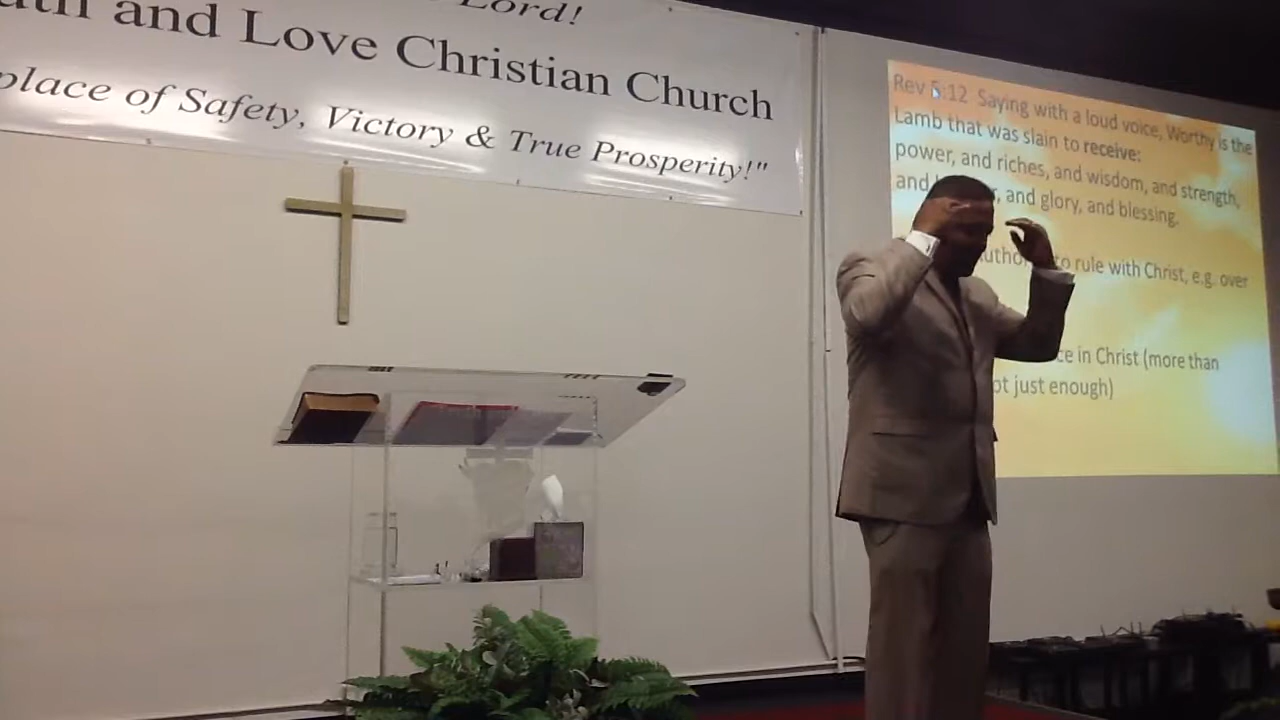 Lord!
and Love Christian Church
place of Safety, Victory & True Prosperity!"
Rev 5:12 Saying with a loud voice, Worthy is the
Lamb that was slain to receive:
power, and riches, and wisdom, and strength,
and , and glory, and blessing.
to rule with Christ, e.g. over
in Christ (more than
just enough)